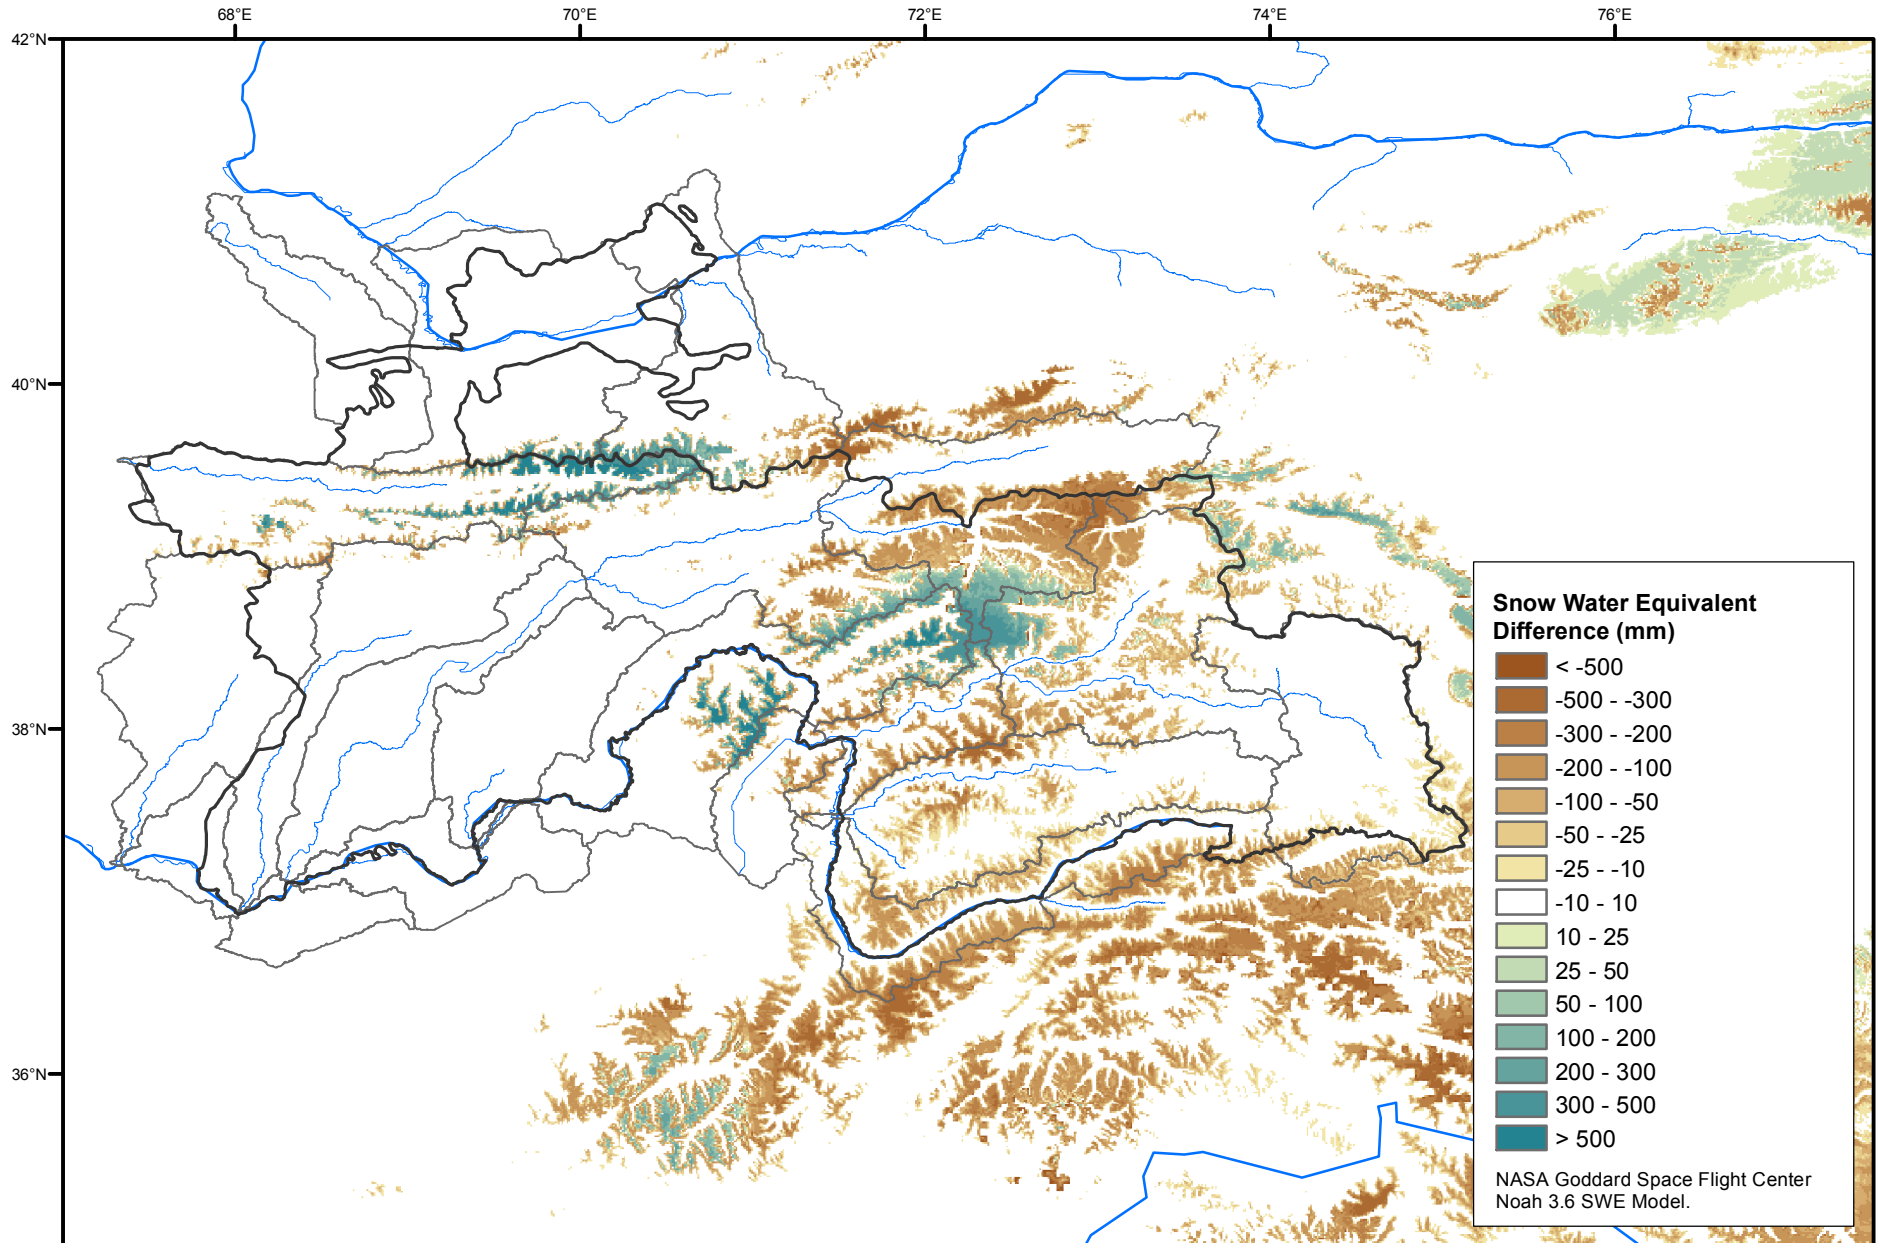 68°E 70°E 72°E 74°E 76°E
42°N
40°N
38°N
36°N
Snow Water Equivalent
Difference (mm)
< -500
-500 - -300
-300 - -200
-200 - -100
-100 - -50
-50 - -25
-25 - -10
-10 - 10
10 - 25
25 - 50
50 - 100
100 - 200
200 - 300
300 - 500
> 500
NASA Goddard Space Flight Center
Noah 3.6 SWE Model.